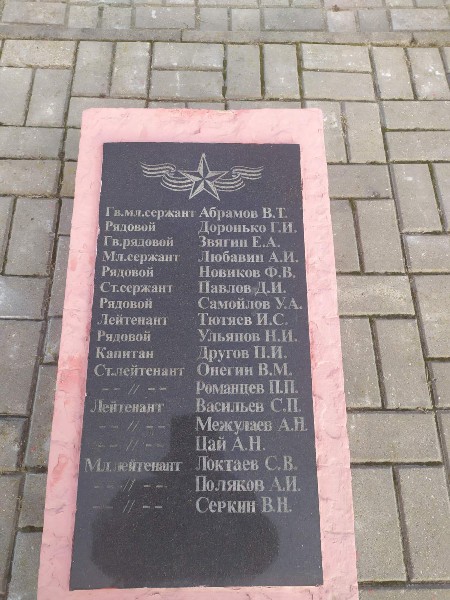 Гв.мл.сержант Абрамов В.Т.
Рядовой Доронько Г.И.
Гв.рядовой Звягин Е.А.
Мл.сержант Любавин А.И.
Рядовой Новиков Ф.В.
Ст.сержант Павлов Д.И.
Рядовой Самойлов У.А.
Лейтенант Тютяев И.С.
Рядовой Ульянов Н.И.
Капитан Другов П.И.
Ст.лейтенант Онегин В.М.
-- // -- Романцев П.П.
Лейтенант Васильев С.П.
-- // -- Межулаев А.Н.
-- // -- Цай А.Н.
Мл.лейтенант Локтаев С.В.
-- // -- Поляков А.И.
-- // -- Серкин В.Н.